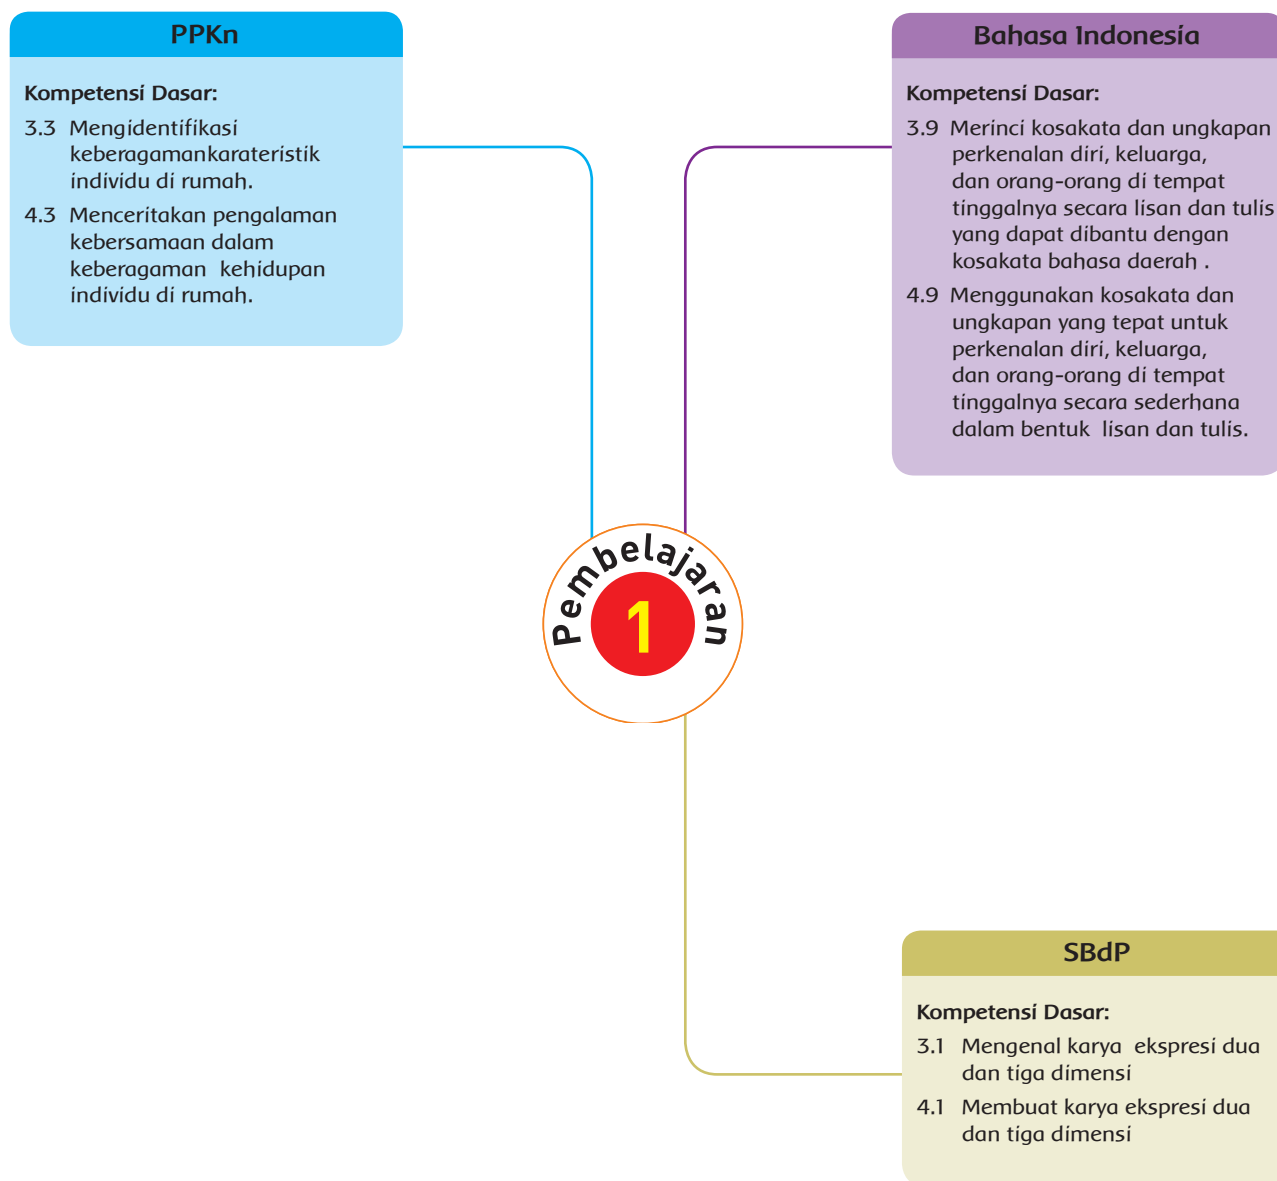 PPKn
Kompetensi Dasar:
3.3 Mengidentifikasi
keberagamankarateristik
individu di rumah.
4.3 Menceritakan pengalaman
kebersamaan dalam
keberagaman kehidupan
individu di rumah.
Bahasa Indonesia
Kompetensi Dasar:
3.9 Merinci kosakata dan ungkapan
perkenalan diri, keluarga,
dan orang-orang di tempat
tinggalnya secara lisan dan tulis
yang dapat dibantu dengan
kosakata bahasa daerah .
4.9 Menggunakan kosakata dan
ungkapan yang tepat untuk
perkenalan diri, keluarga,
dan orang-orang di tempat
tinggalnya secara sederhana
dalam bentuk lisan dan tulis.
Pembelajaran
1
SBdP
Kompetensi Dasar:
3.1 Mengenal karya ekspresi dua
dan tiga dimensi
4.1 Membuat karya ekspresi dua
dan tiga dimensi